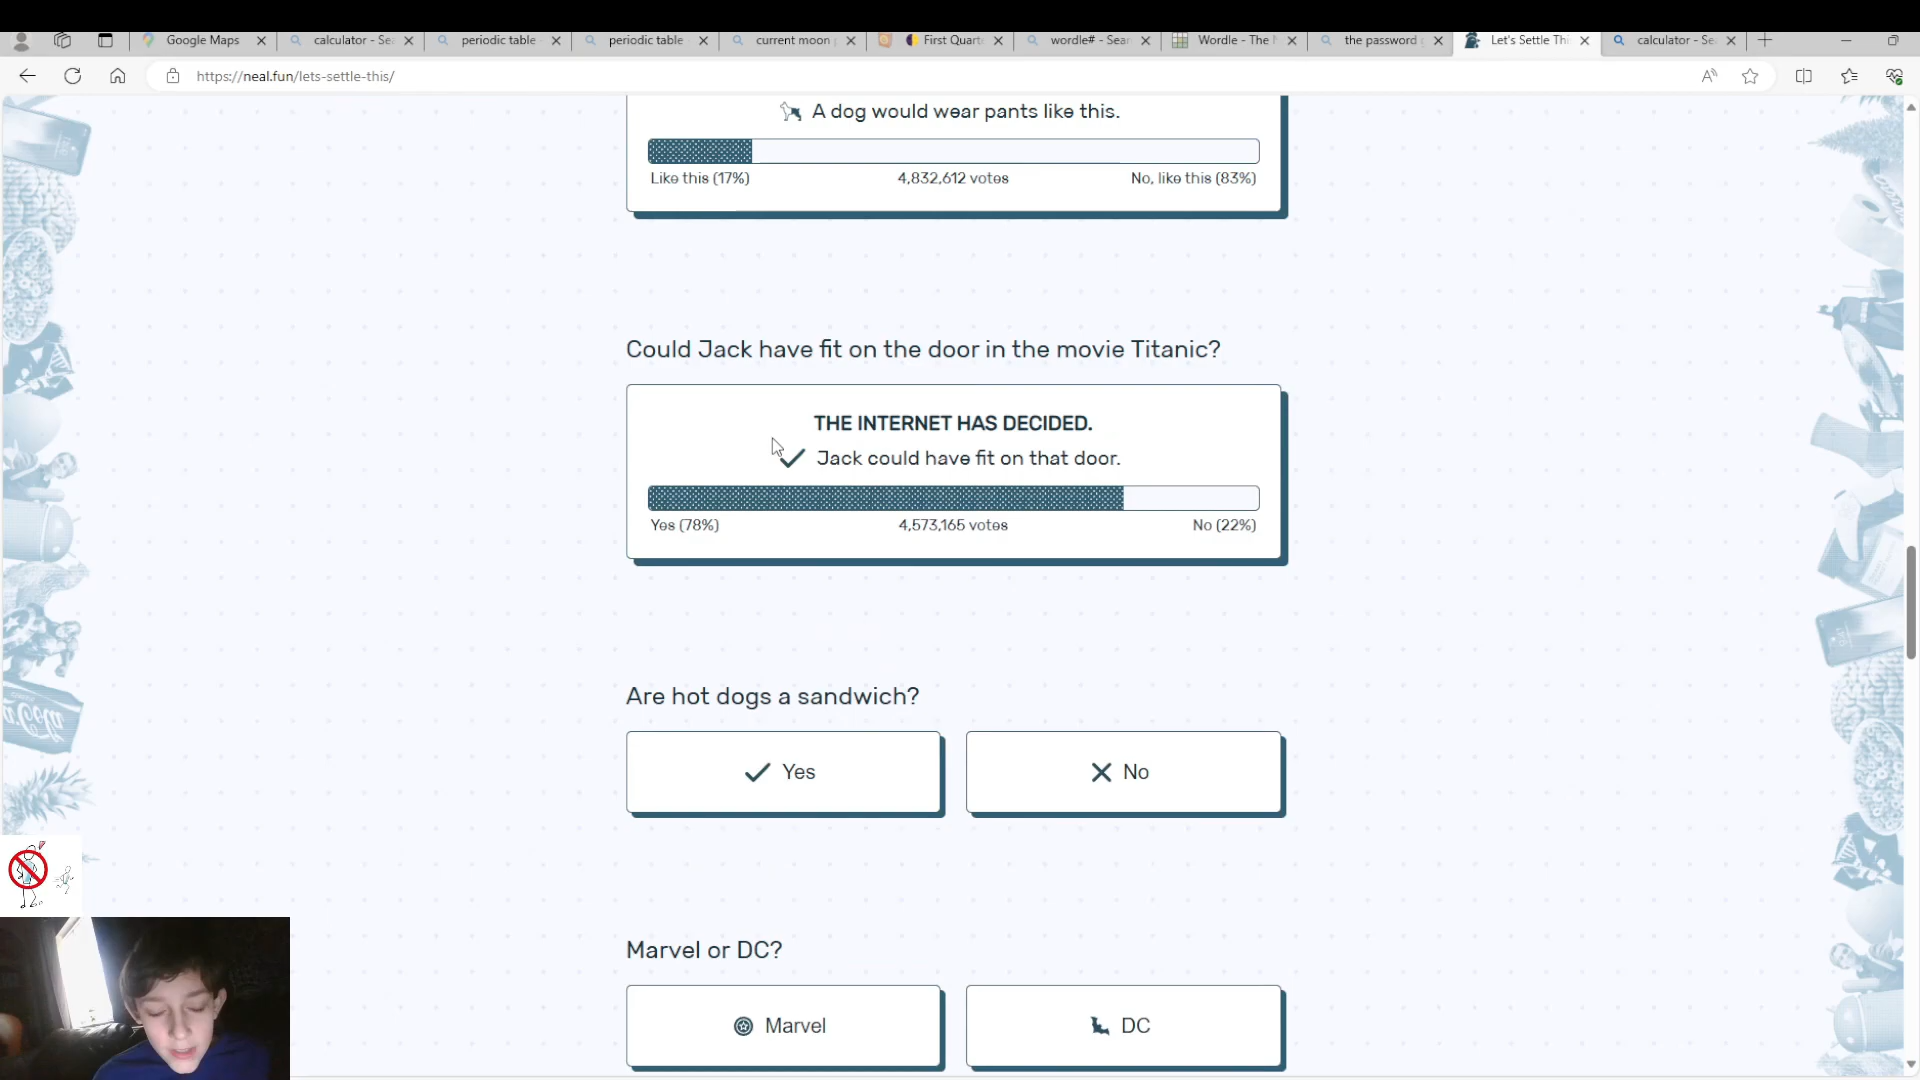 Google Maps
calculator - Se
periodic table
periodic table
current moon
First Quart
wordle# - Sear
Wordle - The
the password
Let's Settle Thi
calculator - Se
https://neal.fun/lets-settle-this/
A dog would wear pants like this.
Like this (17%)
4,832,612 votes
No, like this (83%)
Could Jack have fit on the door in the movie Titanic?
THE INTERNET HAS DECIDED.
Jack could have fit on that door.
Yes (78%)
4,573,165 votes
No (22%)
Are hot dogs a sandwich?
Yes
No
Marvel or DC?
Marvel
DC